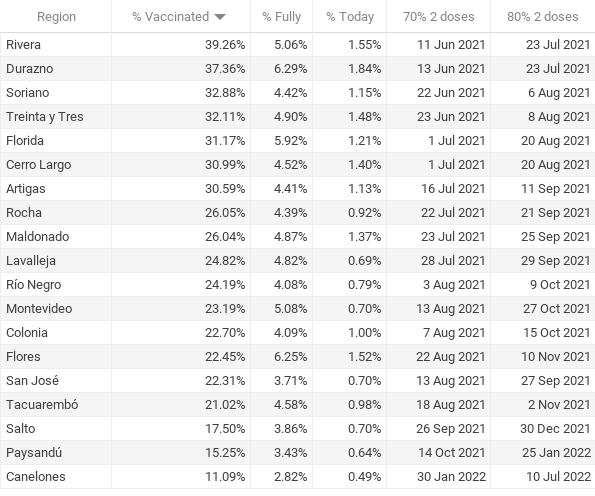 Region % Vaccinated % Fully % Today 70% 2 doses 80% 2 doses
Rivera 39.26% 5.06% 1.55% 11 Jun 2021 23 Jul 2021
Durazno 37.36% 6.29% 1.84% 13 Jun 2021 23 Jul 2021
Soriano 32.88% 4.42% 1.15% 22 Jun 2021 6 Aug 2021
Treinta y Tres 32.11% 4.90% 1.48% 23 Jun 2021 8 Aug 2021
Florida 31.17% 5.92% 1.21% 1 Jul 2021 20 Aug 2021
Cerro Largo 30.99% 4.52% 1.40% 1 Jul 2021 20 Aug 2021
Artigas 30.59% 4.41% 1.13% 16 Jul 2021 11 Sep 2021
Rocha 26.05% 4.39% 0.92% 22 Jul 2021 21 Sep 2021
Maldonado 26.04% 4.87% 1.37% 23 Jul 2021 25 Sep 2021
Lavalleja 24.82% 4.82% 0.69% 28 Jul 2021 29 Sep 2021
Río Negro 24.19% 4.08% 0.79% 3 Aug 2021 9 Oct 2021
Montevideo 23.19% 5.08% 0.70% 13 Aug 2021 27 Oct 2021
Colonia 22.70% 4.09% 1.00% 7 Aug 2021 15 Oct 2021
Flores 22.45% 6.25% 1.52% 22 Aug 2021 10 Nov 2021
San José 22.31% 3.71% 0.70% 13 Aug 2021 27 Sep 2021
Tacuarembó 21.02% 4.58% 0.98% 18 Aug 2021 2 Nov 2021
Salto 17.50% 3.86% 0.70% 26 Sep 2021 30 Dec 2021
Paysandú 15.25% 3.43% 0.64% 14 Oct 2021 25 Jan 2022
Canelones 11.09% 2.82% 0.49% 30 Jan 2022 10 Jul 2022